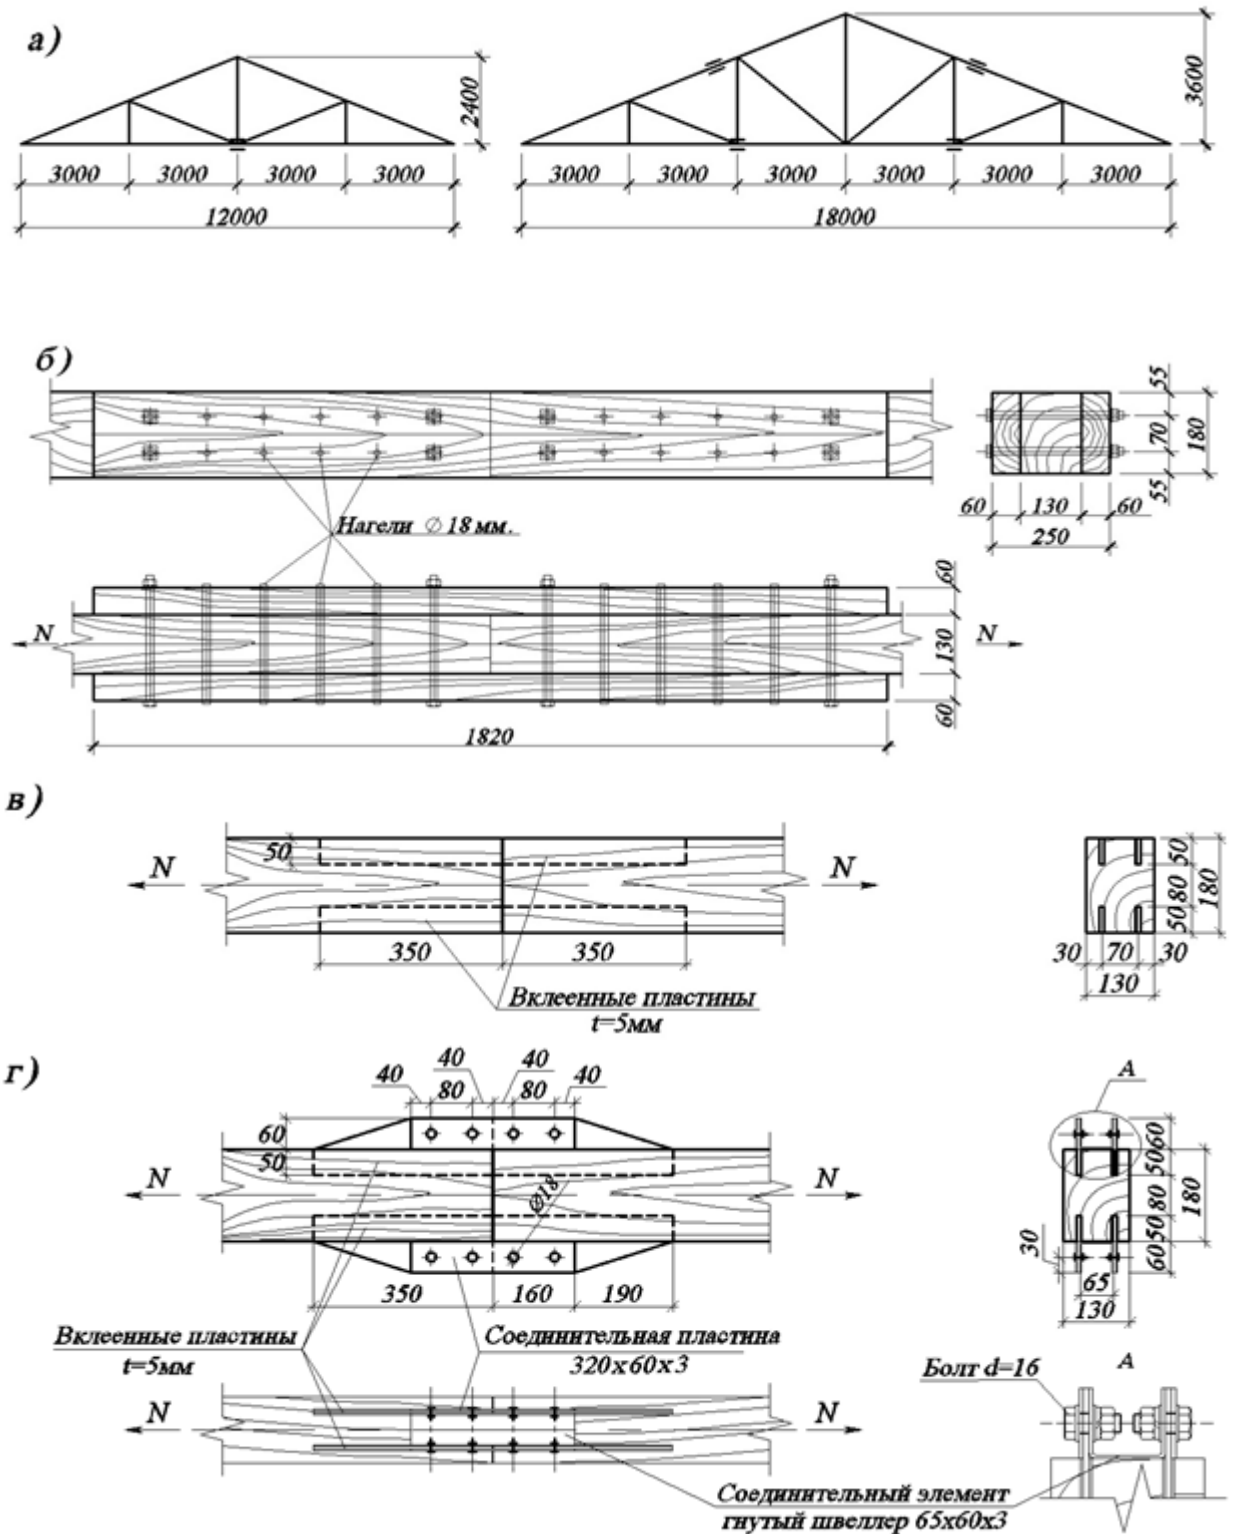 а)
2400
3000 3000 3000 3000
12000
3600
3000 3000 3000 3000 3000 3000
18000
б)
Нагели ∅ 18 мм.
55
70
180
55
60 130 60
250
N
N
60
130
60
1820
в)
50
N
N
350 350
Вклеенные пластины
t=5мм
50
80
50
180
30 70 30
130
г)
40 80 40 40 80 40
60
50
N
N
Ø18
350 160 190
Вклеенные пластины
t=5мм
Соединительная пластина
320х60х3
А
60
50
80
50
60
180
30
65
130
N
N
Болт d=16
А
Соединительный элемент
гнутый швеллер 65х60х3